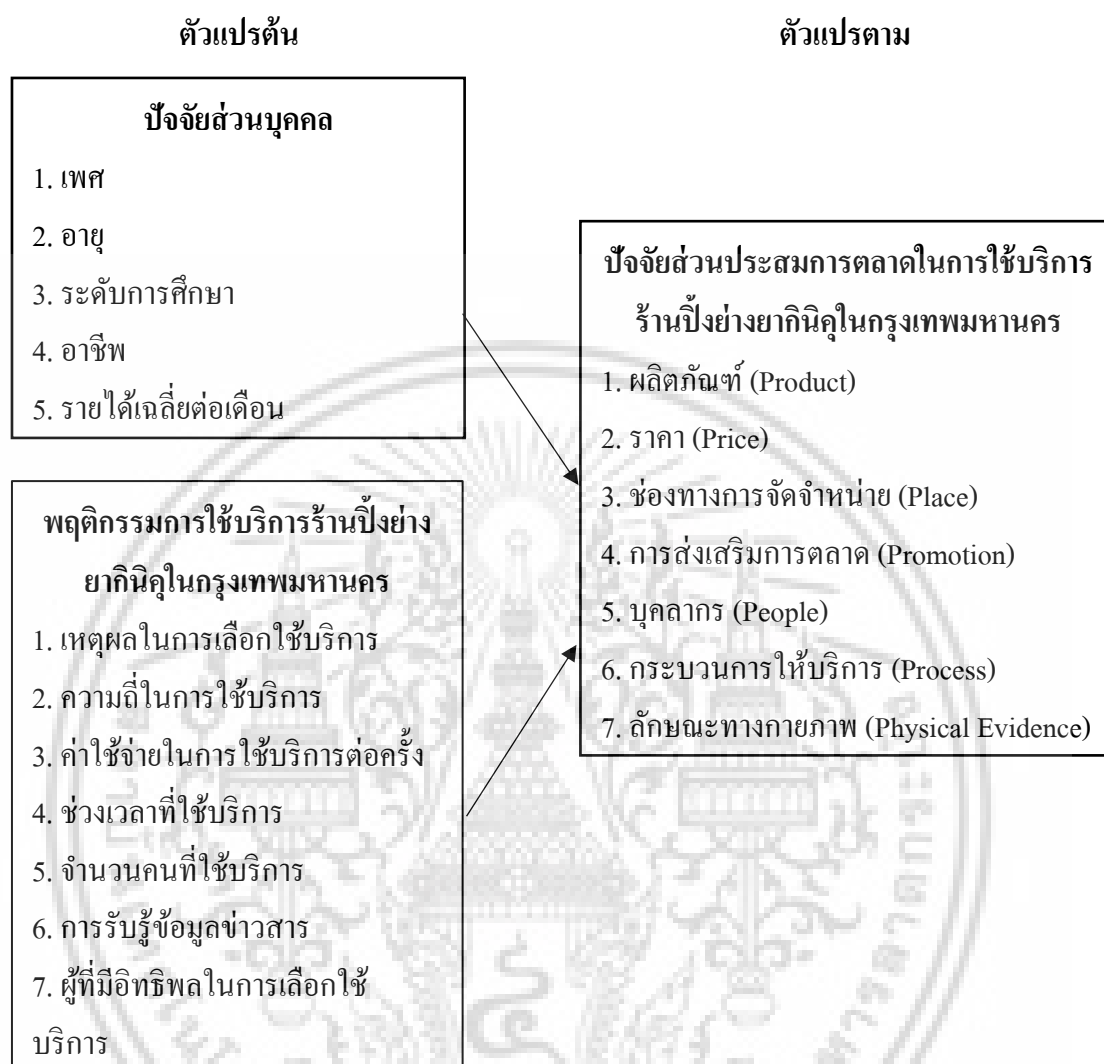 ตัวแปรต้น
ตัวแปรตาม
ปัจจัยส่วนบุคคล
1. เพศ
2. อายุ
3. ระดับการศึกษา
4. อาชีพ
5. รายได้เฉลี่ยต่อเดือน
พฤติกรรมการใช้บริการร้านปิ้งย่าง
ยากินิคุในกรุงเทพมหานคร
1. เหตุผลในการเลือกใช้บริการ
2. ความถี่ในการใช้บริการ
3. ค่าใช้จ่ายในการใช้บริการต่อครั้ง
4. ช่วงเวลาที่ใช้บริการ
5. จำนวนคนที่ใช้บริการ
6. การรับรู้ข้อมูลข่าวสาร
7. ผู้ที่มีอิทธิพลในการเลือกใช้
บริการ
ปัจจัยส่วนประสมการตลาดในการใช้บริการ
ร้านปิ้งย่างยากินิคุในกรุงเทพมหานคร
1. ผลิตภัณฑ์ (Product)
2. ราคา (Price)
3. ช่องทางการจัดจำหน่าย (Place)
4. การส่งเสริมการตลาด (Promotion)
5. บุคลากร (People)
6. กระบวนการให้บริการ (Process)
7. ลักษณะทางกายภาพ (Physical Evidence)